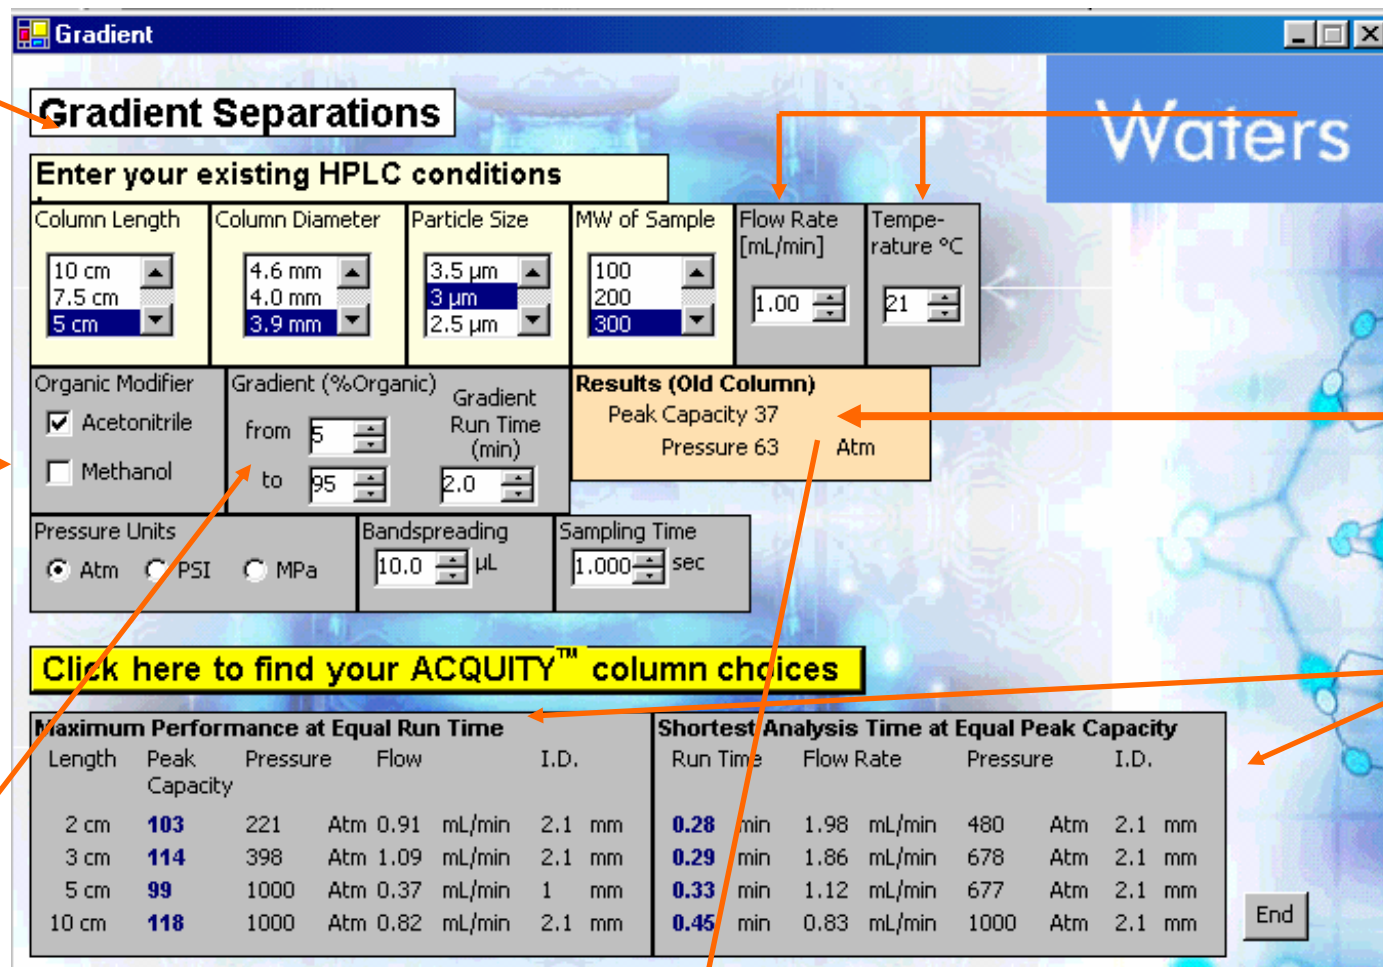 Gradient
Gradient Separations
Waters
Enter your existing HPLC conditions
Column Length
Column Diameter
Particle Size
MW of Sample
Flow Rate
[mL/min]
Tempe-
rature °C
10 cm
7.5 cm
5 cm
4.6 mm
4.0 mm
3.9 mm
3.5 µm
3 µm
2.5 µm
100
200
300
1.00
21
Organic Modifier
Acetonitrile
Methanol
Gradient (%Organic)
from 5
to 95
Gradient
Run Time
(min)
2.0
Results (Old Column)
Peak Capacity 37
Pressure 63 Atm
Pressure Units
Atm PSI MPa
Bandspreading
10.0 µL
Sampling Time
1.000 sec
Click here to find your ACQUITY™ column choices
Maximum Performance at Equal Run Time
Length Peak Pressure Flow I.D.
Capacity
2 cm 103 221 Atm 0.91 mL/min 2.1 mm
3 cm 114 398 Atm 1.09 mL/min 2.1 mm
5 cm 99 1000 Atm 0.37 mL/min 1 mm
10 cm 118 1000 Atm 0.82 mL/min 2.1 mm
Shortest Analysis Time at Equal Peak Capacity
Run Time Flow Rate Pressure I.D.
0.28 min 1.98 mL/min 480 Atm 2.1 mm
0.29 min 1.86 mL/min 678 Atm 2.1 mm
0.33 min 1.12 mL/min 677 Atm 2.1 mm
0.45 min 0.83 mL/min 1000 Atm 2.1 mm
End